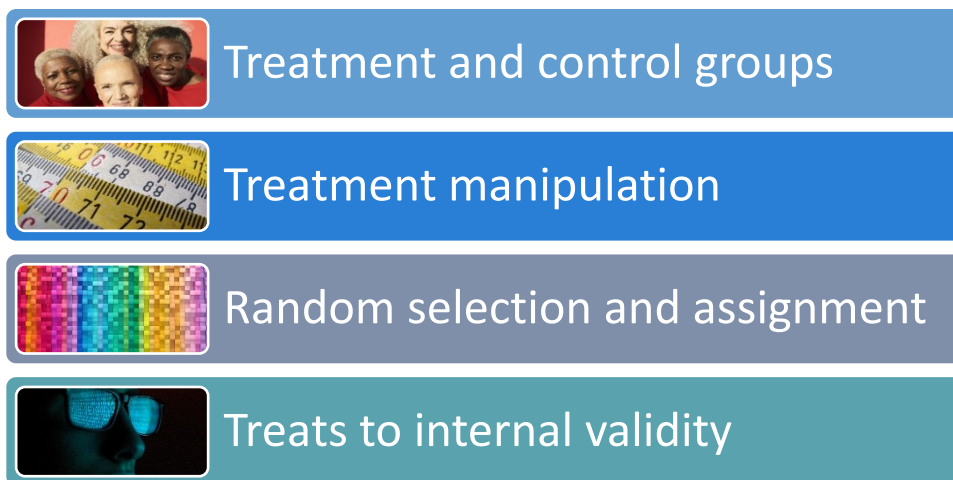 Treatment and control groups
Treatment manipulation
Random selection and assignment
Treats to internal validity